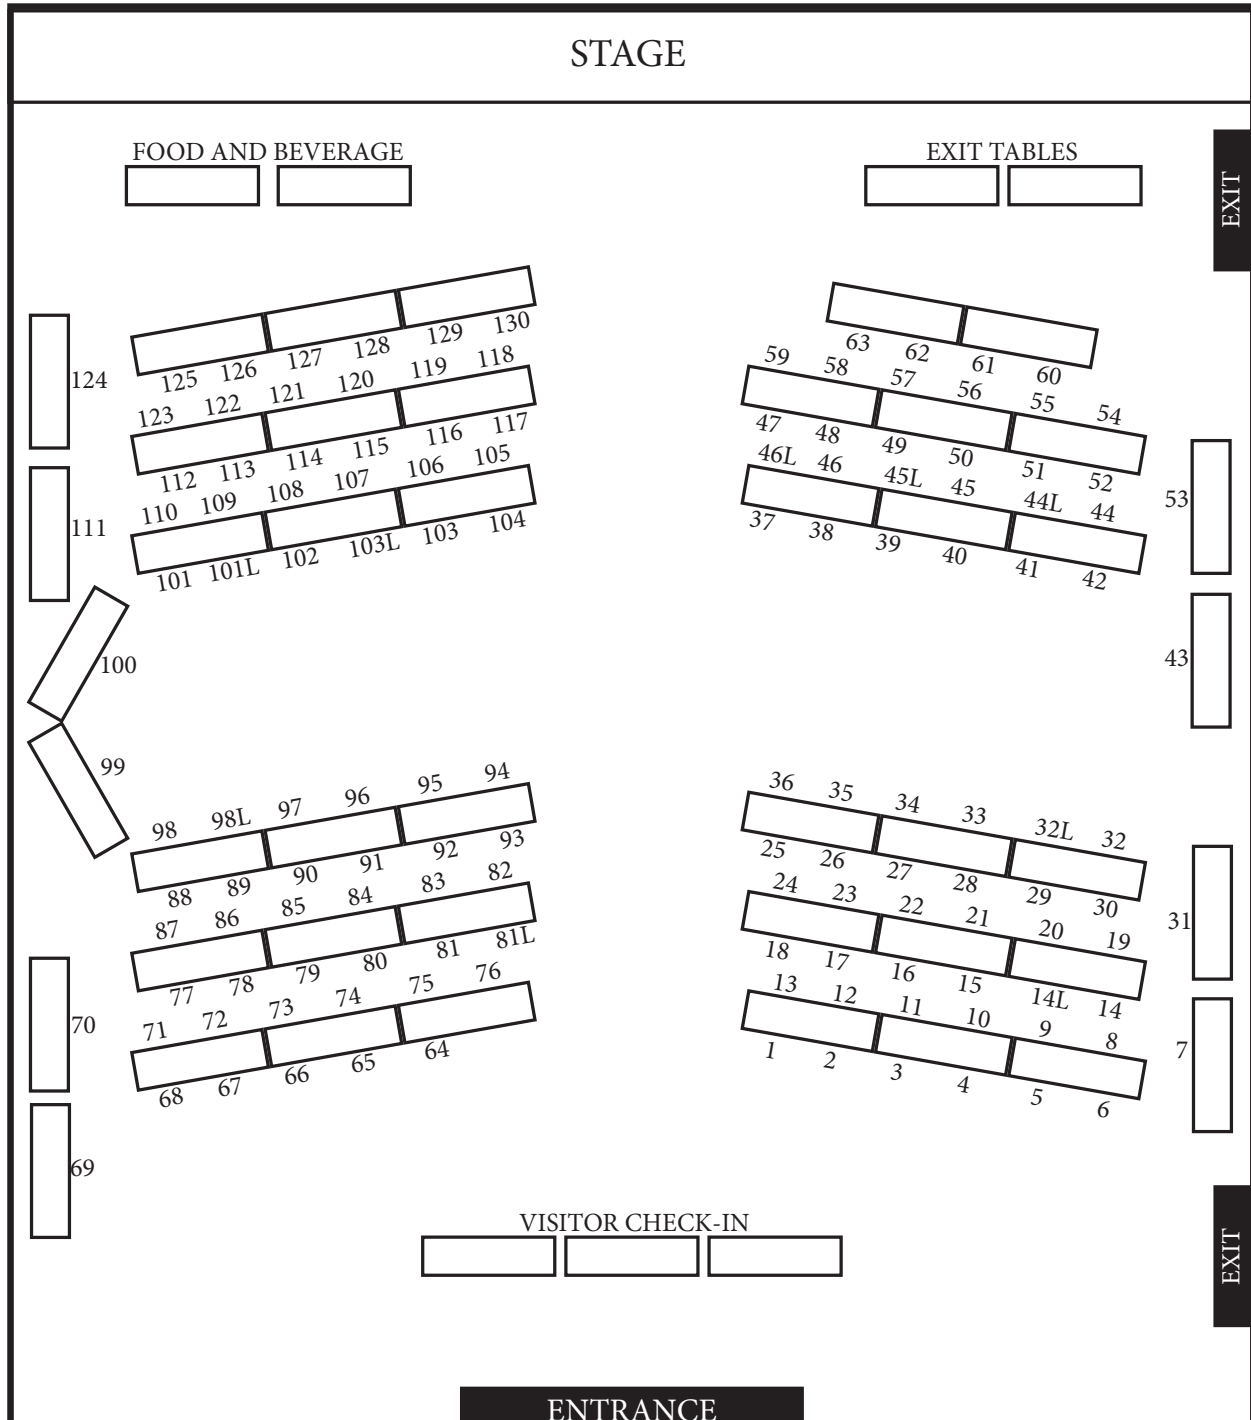 STAGE
FOOD AND BEVERAGE
EXIT TABLES
EXIT
125 126 127 128 129 130
63 62 61 60
124
123 122 121 120 119 118
59 58 57 56 55 54
112 113 114 115 116 117
47 48 49 50 51 52
53
111
110 109 108 107 106 105
46L 46 45L 45 44L 44
101 101L 102 103L 103 104
37 38 39 40 41 42
100
43
99
98 98L 97 96 95 94
36 35 34 33 32L 32
88 89 90 91 92 93
25 26 27 28 29 30
31
87 86 85 84 83 82
24 23 22 21 20 19
77 78 79 80 81 81L
18 17 16 15 14L 14
70
7
71 72 73 74 75 76
13 12 11 10 9 8
68 67 66 65 64
1 2 3 4 5 6
69
VISITOR CHECK-IN
EXIT
ENTRANCE